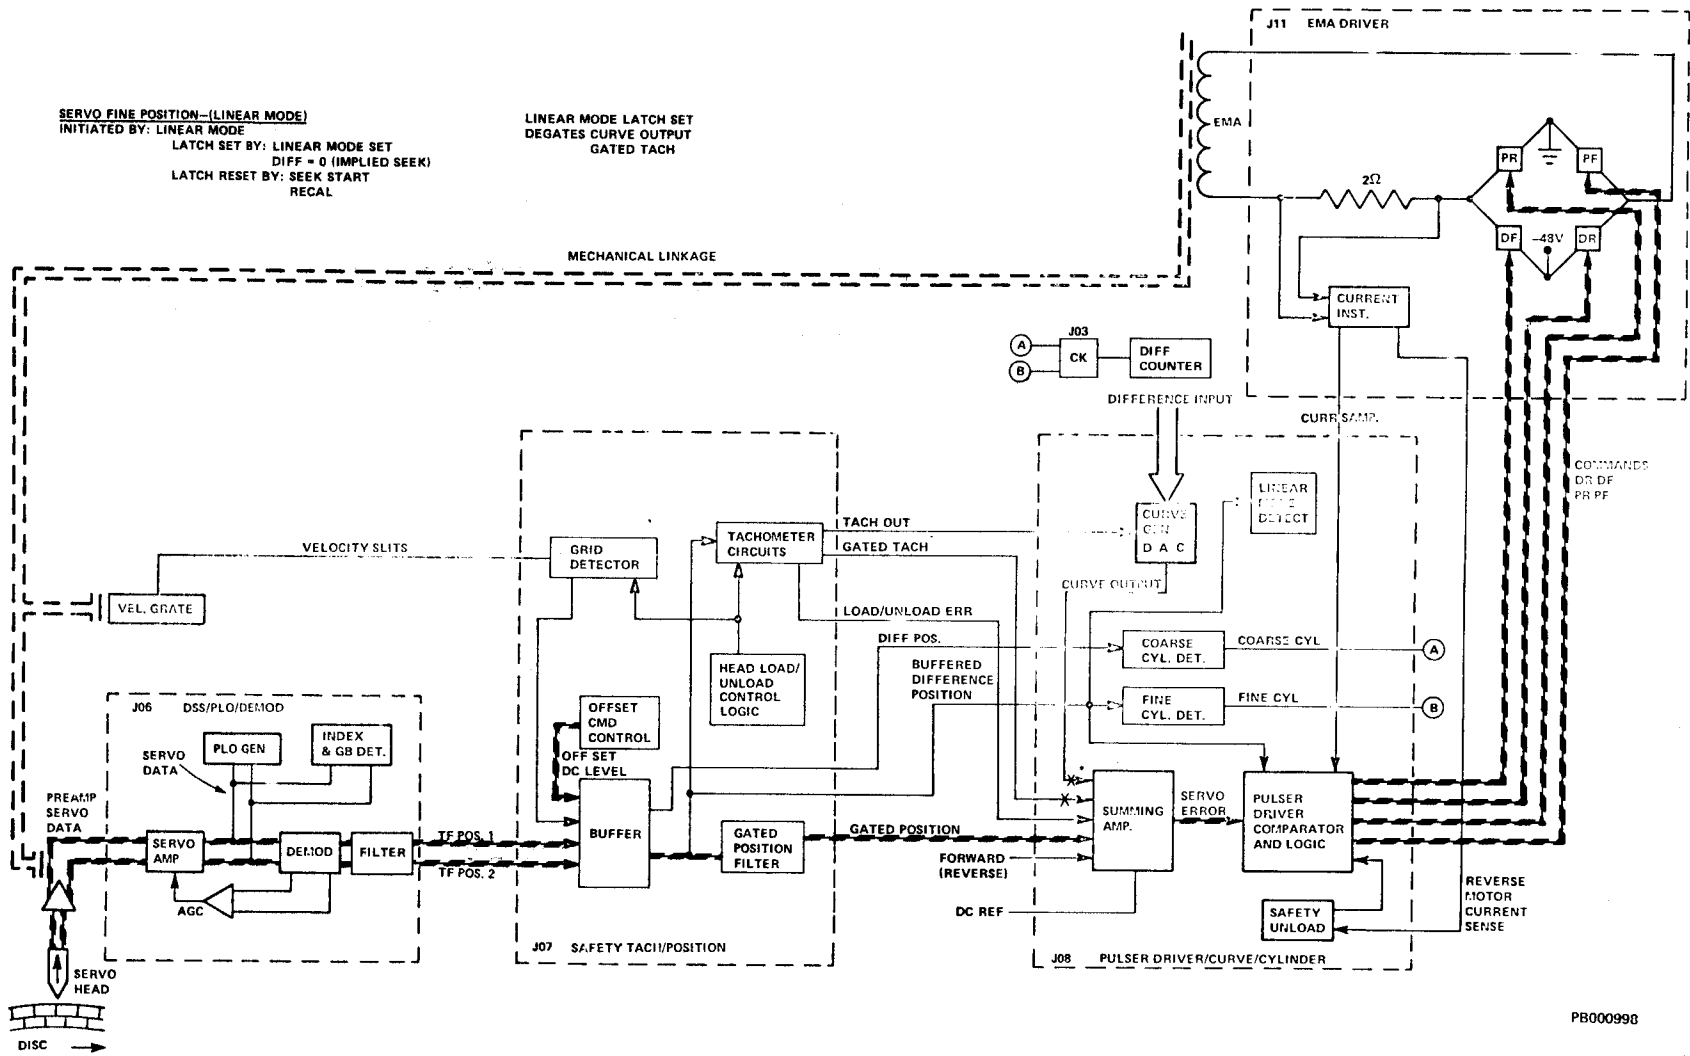 J11 EMA DRIVER
SERVO FINE POSITION–(LINEAR MODE)
INITIATED BY: LINEAR MODE
LATCH SET BY: LINEAR MODE SET
DIFF = 0 (IMPLIED SEEK)
LATCH RESET BY: SEEK START
RECAL
LINEAR MODE LATCH SET
DEGATES CURVE OUTPUT
GATED TACH
EMA
PR
PF
2Ω
DF
–48V
DR
MECHANICAL LINKAGE
CURRENT
INST.
J03
A
B
CK
DIFF
COUNTER
DIFFERENCE INPUT
CURR SAMP.
COMMANDS
DR DF
PR PF
LINEAR
MODE
DETECT
CURVE
GEN
D A C
TACH OUT
GATED TACH
TACHOMETER
CIRCUITS
VELOCITY SLITS
GRID
DETECTOR
CURVE OUTPUT
VEL. GRATE
LOAD/UNLOAD ERR
DIFF POS.
COARSE
CYL. DET.
COARSE CYL
A
BUFFERED
DIFFERENCE
POSITION
HEAD LOAD/
UNLOAD
CONTROL
LOGIC
FINE
CYL. DET.
FINE CYL
B
J06 DSS/PLO/DEMOD
OFFSET
CMD
CONTROL
PLO GEN
INDEX
& GB DET.
SERVO
DATA
OFF SET
DC LEVEL
PREAMP
SERVO
DATA
SERVO
AMP
DEMOD
FILTER
TF POS. 1
TF POS. 2
BUFFER
GATED
POSITION
FILTER
GATED POSITION
SUMMING
AMP.
SERVO
ERROR
PULSER
DRIVER
COMPARATOR
AND LOGIC
FORWARD
(REVERSE)
AGC
DC REF
SAFETY
UNLOAD
REVERSE
MOTOR
CURRENT
SENSE
J07 SAFETY TACH/POSITION
J08 PULSER DRIVER/CURVE/CYLINDER
SERVO
HEAD
DISC
PB000998